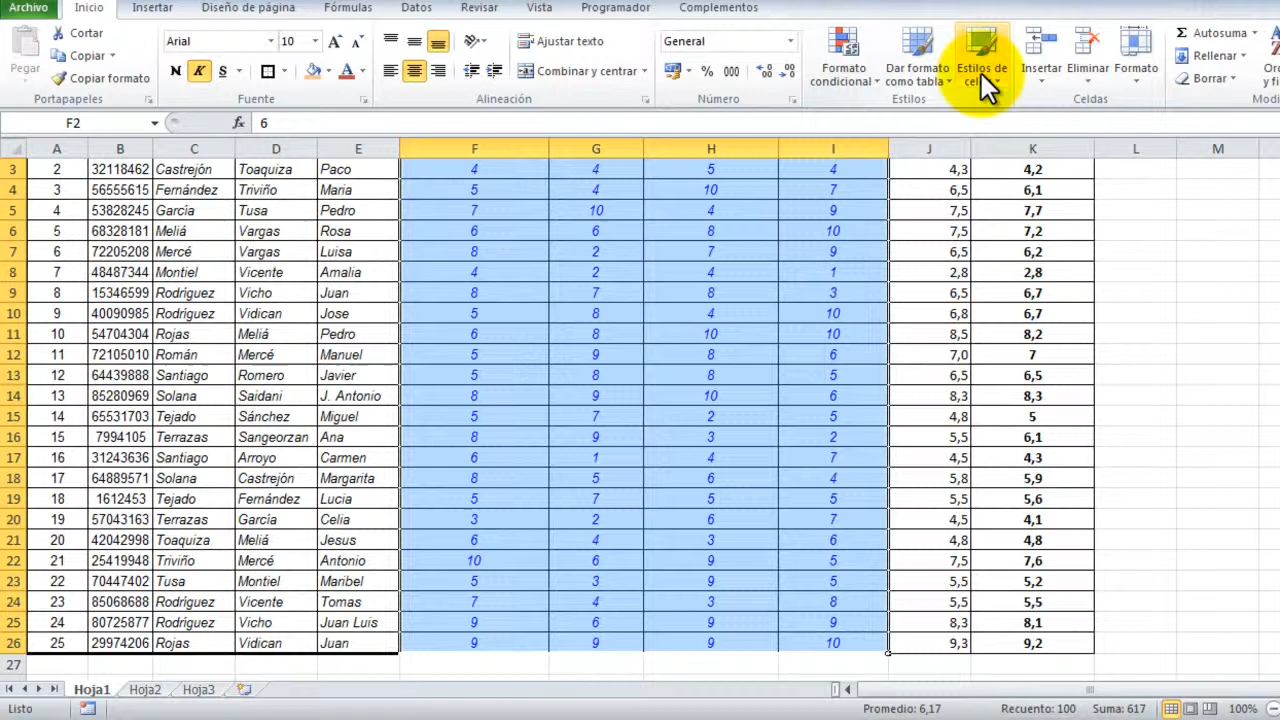 Archivo Inicio Insertar Diseño de página Fórmulas Datos Revisar Vista Programador Complementos
Pegar
Cortar
Copiar
Copiar formato
Portapapeles
Arial 10
N K S
Fuente
Ajustar texto
Combinar y centrar
Alineación
General
% 000
Número
Formato condicional
Dar formato como tabla
Estilos de
Estilos
Insertar Eliminar Formato
Celdas
Σ Autosuma
Rellenar
Borrar
F2 fx 6
A B C D E F G H I J K L M
3 2 32118462 Castrejón Toaquiza Paco 4 4 5 4 4,3 4,2
4 3 56555615 Fernández Triviño Maria 5 4 10 7 6,5 6,1
5 4 53828245 García Tusa Pedro 7 10 4 9 7,5 7,7
6 5 68328181 Meliá Vargas Rosa 6 6 8 10 7,5 7,2
7 6 72205208 Mercé Vargas Luisa 8 2 7 9 6,5 6,2
8 7 48487344 Montiel Vicente Amalia 4 2 4 1 2,8 2,8
9 8 15346599 Rodríguez Vicho Juan 8 7 8 3 6,5 6,7
10 9 40090985 Rodríguez Vidican Jose 5 8 4 10 6,8 6,7
11 10 54704304 Rojas Meliá Pedro 6 8 10 10 8,5 8,2
12 11 72105010 Román Mercé Manuel 5 9 8 6 7,0 7
13 12 64439888 Santiago Romero Javier 5 8 8 5 6,5 6,5
14 13 85280969 Solana Saidani J. Antonio 8 9 10 6 8,3 8,3
15 14 65531703 Tejado Sánchez Miguel 5 7 2 5 4,8 5
16 15 7994105 Terrazas Sangeorzan Ana 8 9 3 2 5,5 6,1
17 16 31243636 Santiago Arroyo Carmen 6 1 4 7 4,5 4,3
18 17 64889571 Solana Castrejón Margarita 8 5 6 4 5,8 5,9
19 18 1612453 Tejado Fernández Lucia 5 7 5 5 5,5 5,6
20 19 57043163 Terrazas García Celia 3 2 6 7 4,5 4,1
21 20 42042998 Toaquiza Meliá Jesus 6 4 3 6 4,8 4,8
22 21 25419948 Triviño Mercé Antonio 10 6 9 5 7,5 7,6
23 22 70447402 Tusa Montiel Maribel 5 3 9 5 5,5 5,2
24 23 85068688 Rodríguez Vicente Tomas 7 4 3 8 5,5 5,5
25 24 80725877 Rodríguez Vicho Juan Luis 9 6 9 9 8,3 8,1
26 25 29974206 Rojas Vidican Juan 9 9 9 10 9,3 9,2
27
Hoja1 Hoja2 Hoja3
Listo Promedio: 6,17 Recuento: 100 Suma: 617 100%